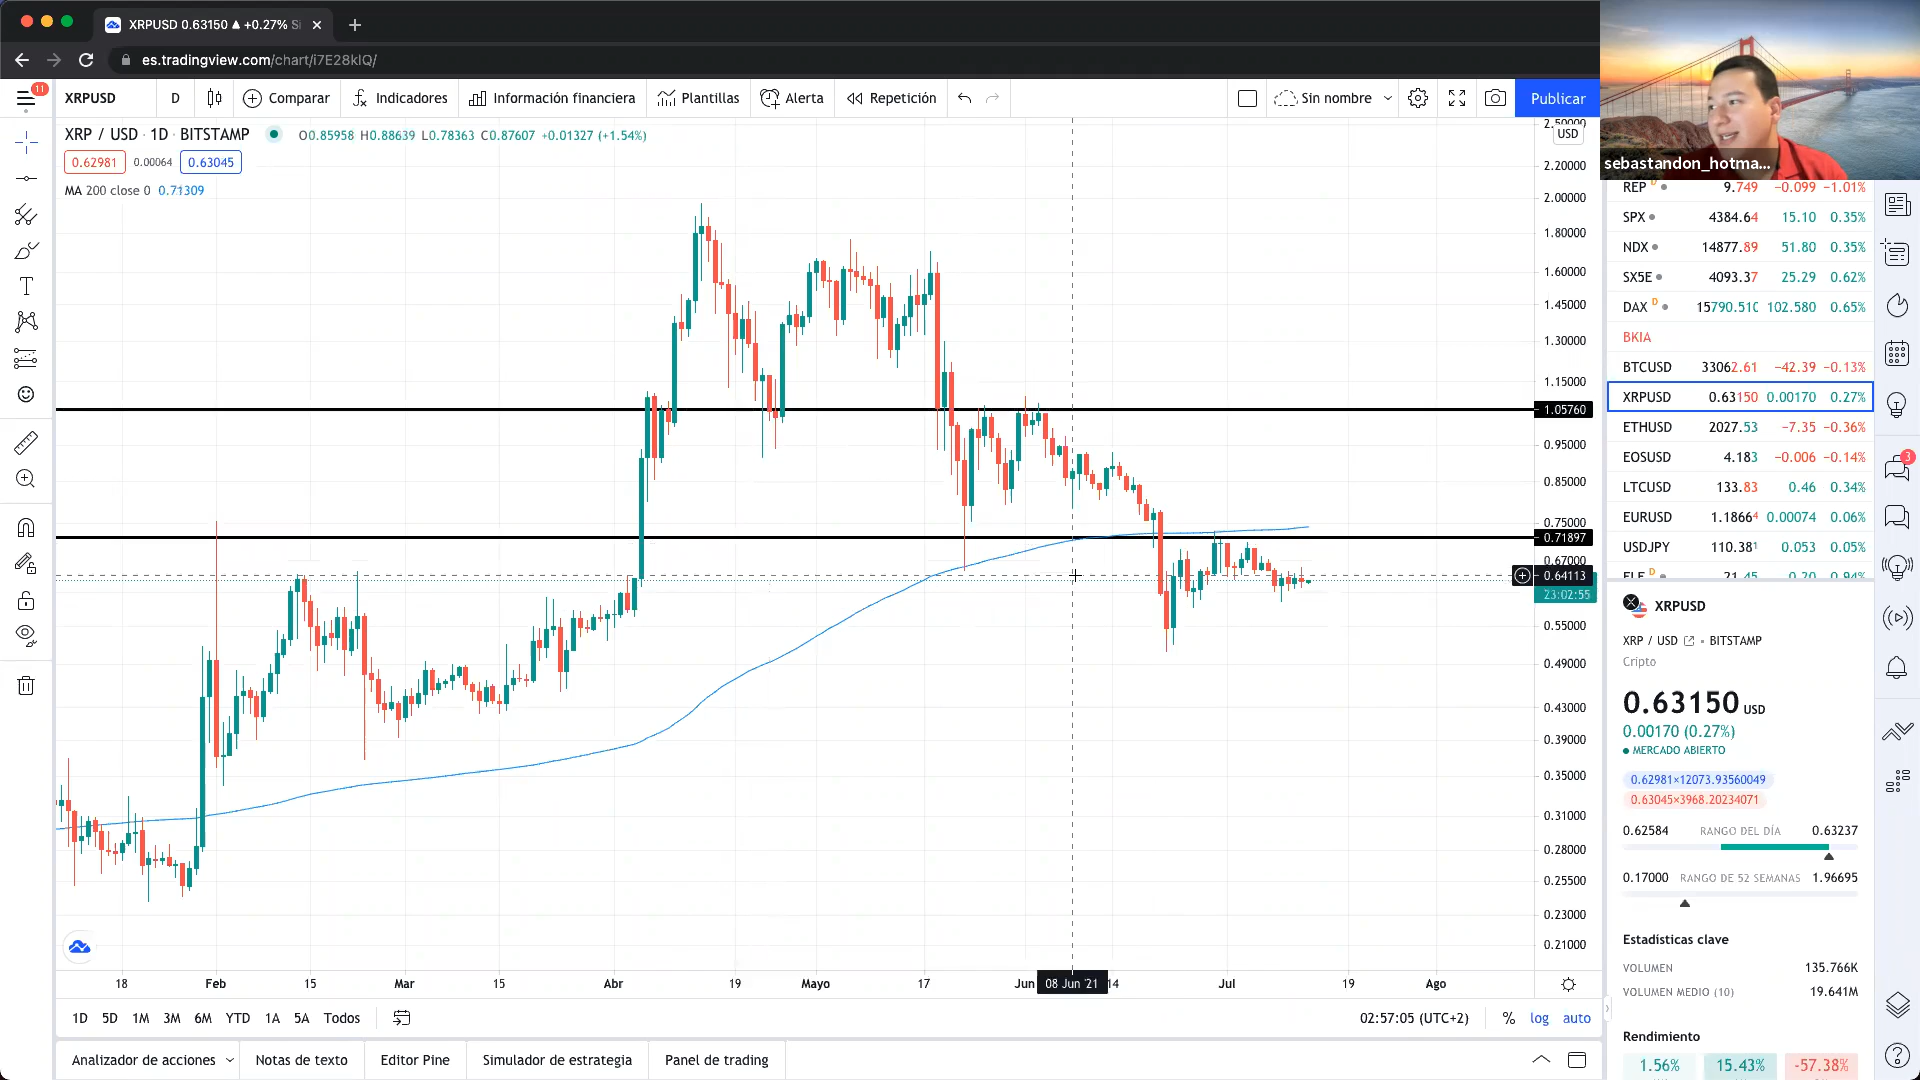 XRPUSD 0.63150 ▲ +0.27% Si
es.tradingview.com/chart/i7E28kIQ/
11
XRPUSD
D
Comparar
Indicadores
Información financiera
Plantillas
Alerta
Repetición
Sin nombre
Publicar
sebastandon_hotma...
XRP / USD · 1D · BITSTAMP
O0.85958 H0.88639 L0.78363 C0.87607 +0.01327 (+1.54%)
0.62981 0.00064 0.63045
MA 200 close 0 0.71309
2.50000
USD
2.20000
2.00000
1.80000
1.60000
1.45000
1.30000
1.15000
1.05760
0.95000
0.85000
0.75000
0.71897
0.67000
0.64113
23:02:55
0.55000
0.49000
0.43000
0.39000
0.35000
0.31000
0.28000
0.25500
0.23000
0.21000
18 Feb 15 Mar 15 Abr 19 Mayo 17 Jun 08 Jun '21 14 Jul 19 Ago
1D 5D 1M 3M 6M YTD 1A 5A Todos
02:57:05 (UTC+2) % log auto
Analizador de acciones Notas de texto Editor Pine Simulador de estrategia Panel de trading
REP D 9.749 −0.099 −1.01%
SPX 4384.64 15.10 0.35%
NDX 14877.89 51.80 0.35%
SX5E 4093.37 25.29 0.62%
DAX D 15790.510 102.580 0.65%
BKIA
BTCUSD 33062.61 −42.39 −0.13%
XRPUSD 0.63150 0.00170 0.27%
ETHUSD 2027.53 −7.35 −0.36%
EOSUSD 4.183 −0.006 −0.14%
LTCUSD 133.83 0.46 0.34%
EURUSD 1.18664 0.00074 0.06%
USDJPY 110.381 0.053 0.05%
ELE D 21.45 0.20 0.94%
3
XRPUSD
XRP / USD • BITSTAMP
Cripto
0.63150 USD
0.00170 (0.27%)
MERCADO ABIERTO
0.62981×12073.93560049
0.63045×3968.20234071
0.62584 RANGO DEL DÍA 0.63237
0.17000 RANGO DE 52 SEMANAS 1.96695
Estadísticas clave
VOLUMEN 135.766K
VOLUMEN MEDIO (10) 19.641M
Rendimiento
1.56% 15.43% -57.38%